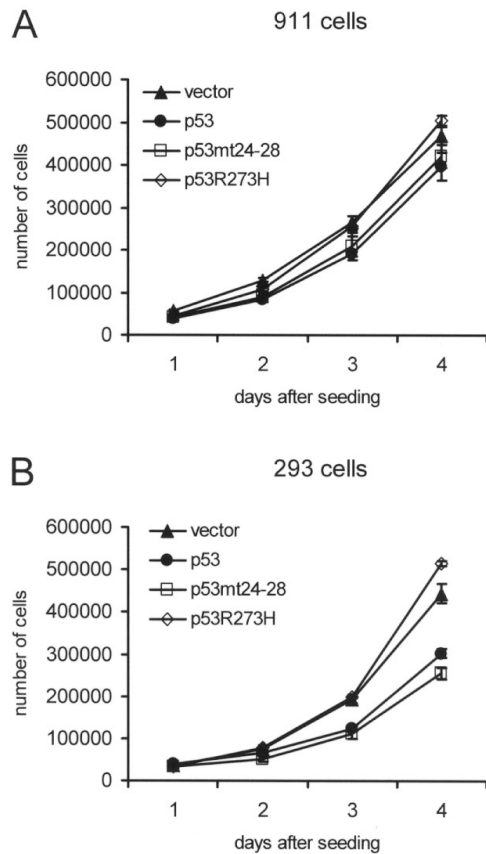 A
911 cells
number of cells
600000
500000
400000
300000
200000
100000
0
vector
p53
p53mt24-28
p53R273H
1 2 3 4
days after seeding
B
293 cells
number of cells
600000
500000
400000
300000
200000
100000
0
vector
p53
p53mt24-28
p53R273H
1 2 3 4
days after seeding